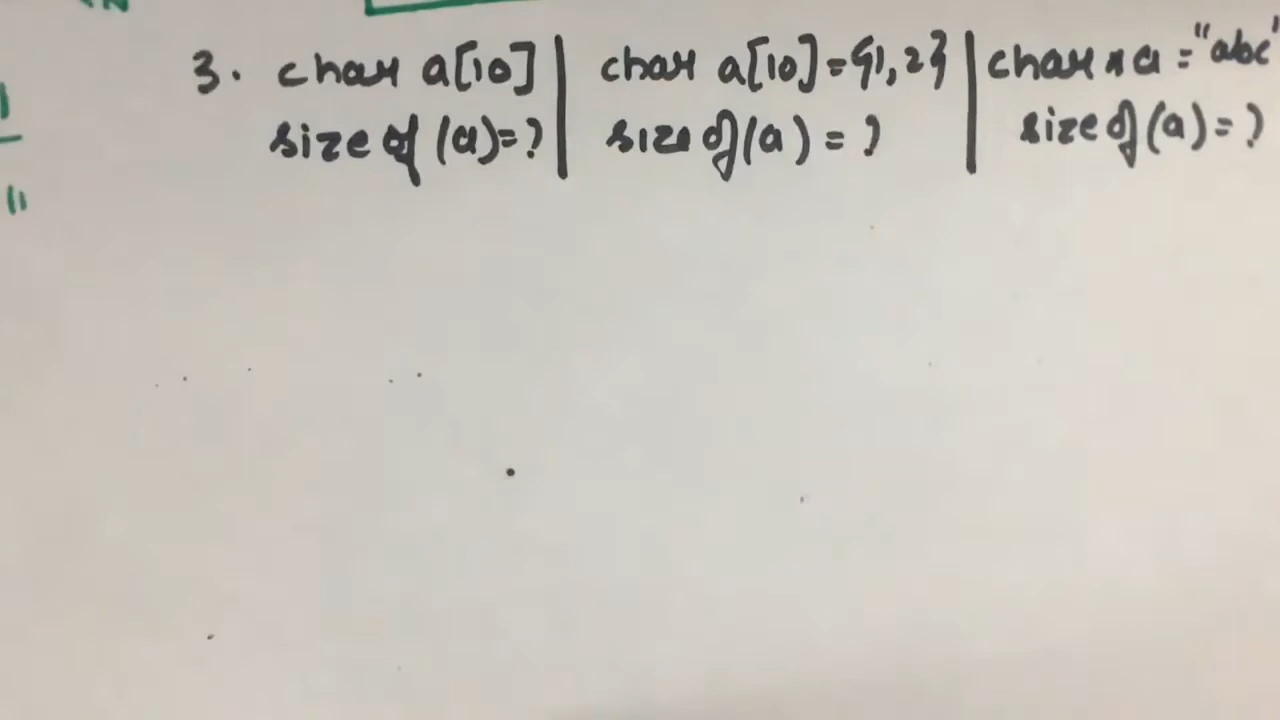 3. char a[10] | char a[10]={1,2} | char *a="abc"
sizeof(a)=? | sizeof(a)=? | sizeof(a)=?